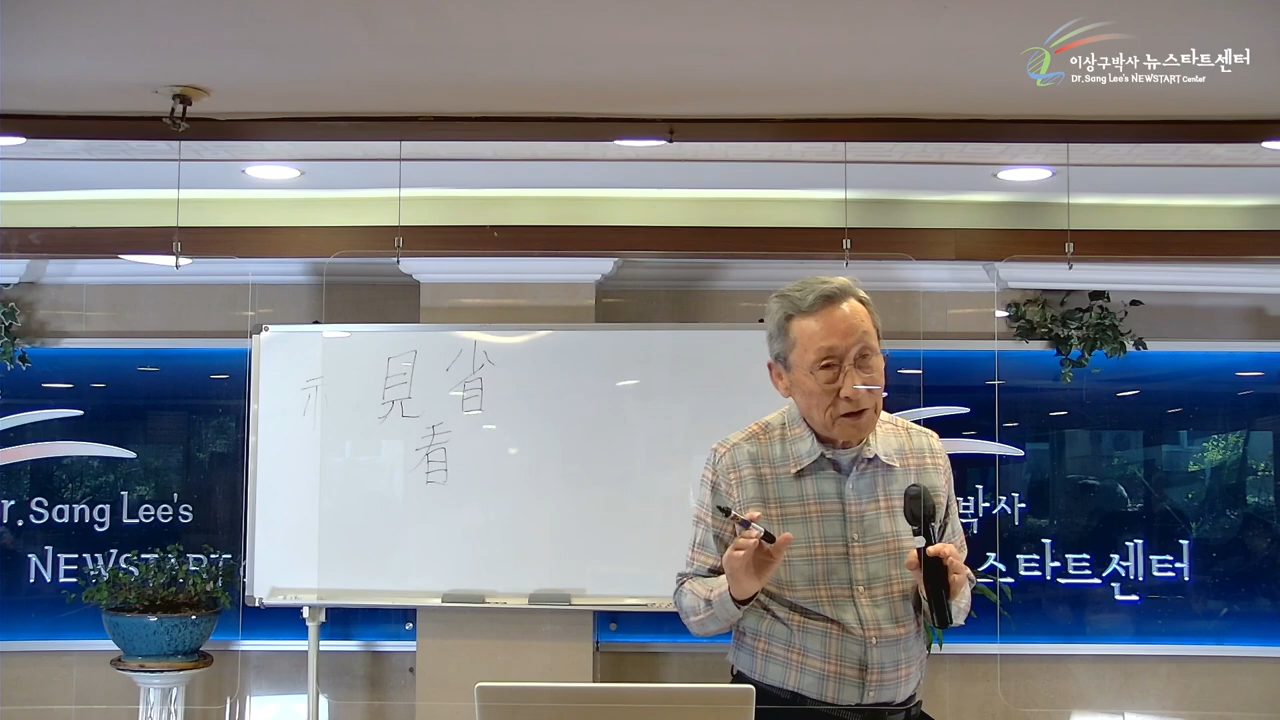 이상구박사 뉴스타트센터
Dr. Sang Lee's NEWSTART Center
示 見 省
看
r. Sang Lee's
NEWSTART
박사
스타트센터